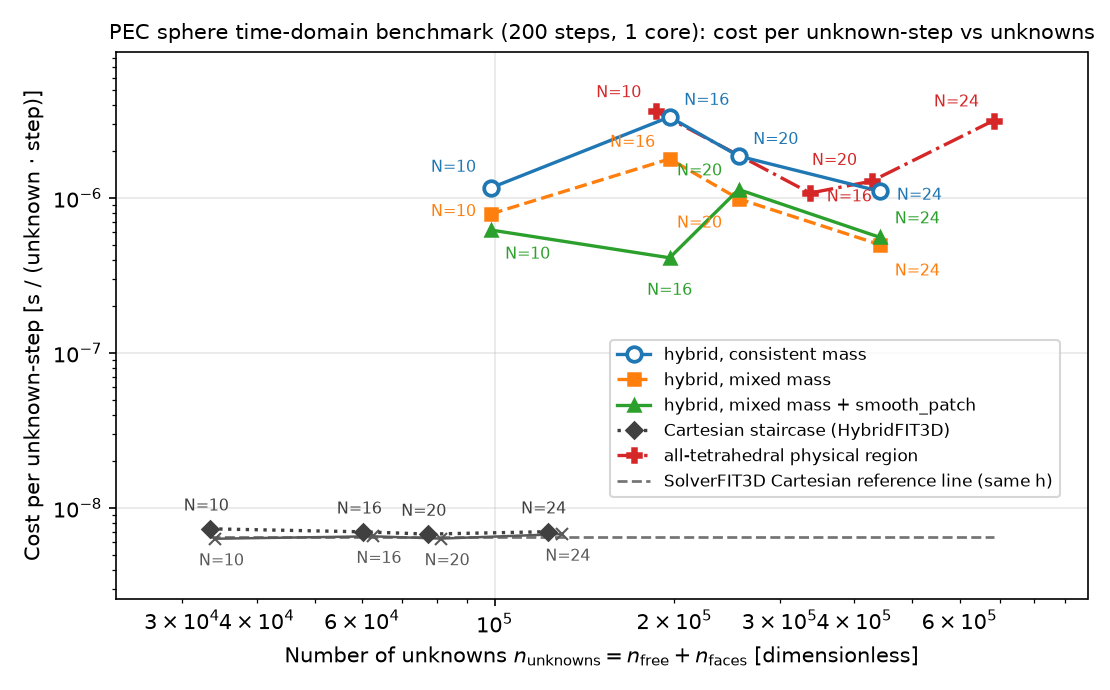 PEC sphere time-domain benchmark (200 steps, 1 core): cost per unknown-step vs unknowns
Cost per unknown-step [s / (unknown · step)]
10⁻⁶
10⁻⁷
10⁻⁸
N=10
N=16
N=24
N=10
N=16
N=20
N=20
N=20
N=16
N=24
N=10
N=20
N=24
N=10
N=24
N=16
hybrid, consistent mass
hybrid, mixed mass
hybrid, mixed mass + smooth_patch
Cartesian staircase (HybridFIT3D)
all-tetrahedral physical region
SolverFIT3D Cartesian reference line (same h)
N=10
N=16
N=20
N=24
N=10
N=16
N=20
N=24
3 × 10⁴ 4 × 10⁴ 6 × 10⁴ 10⁵ 2 × 10⁵ 3 × 10⁵ 4 × 10⁵ 6 × 10⁵
Number of unknowns n_unknowns = n_free + n_faces [dimensionless]